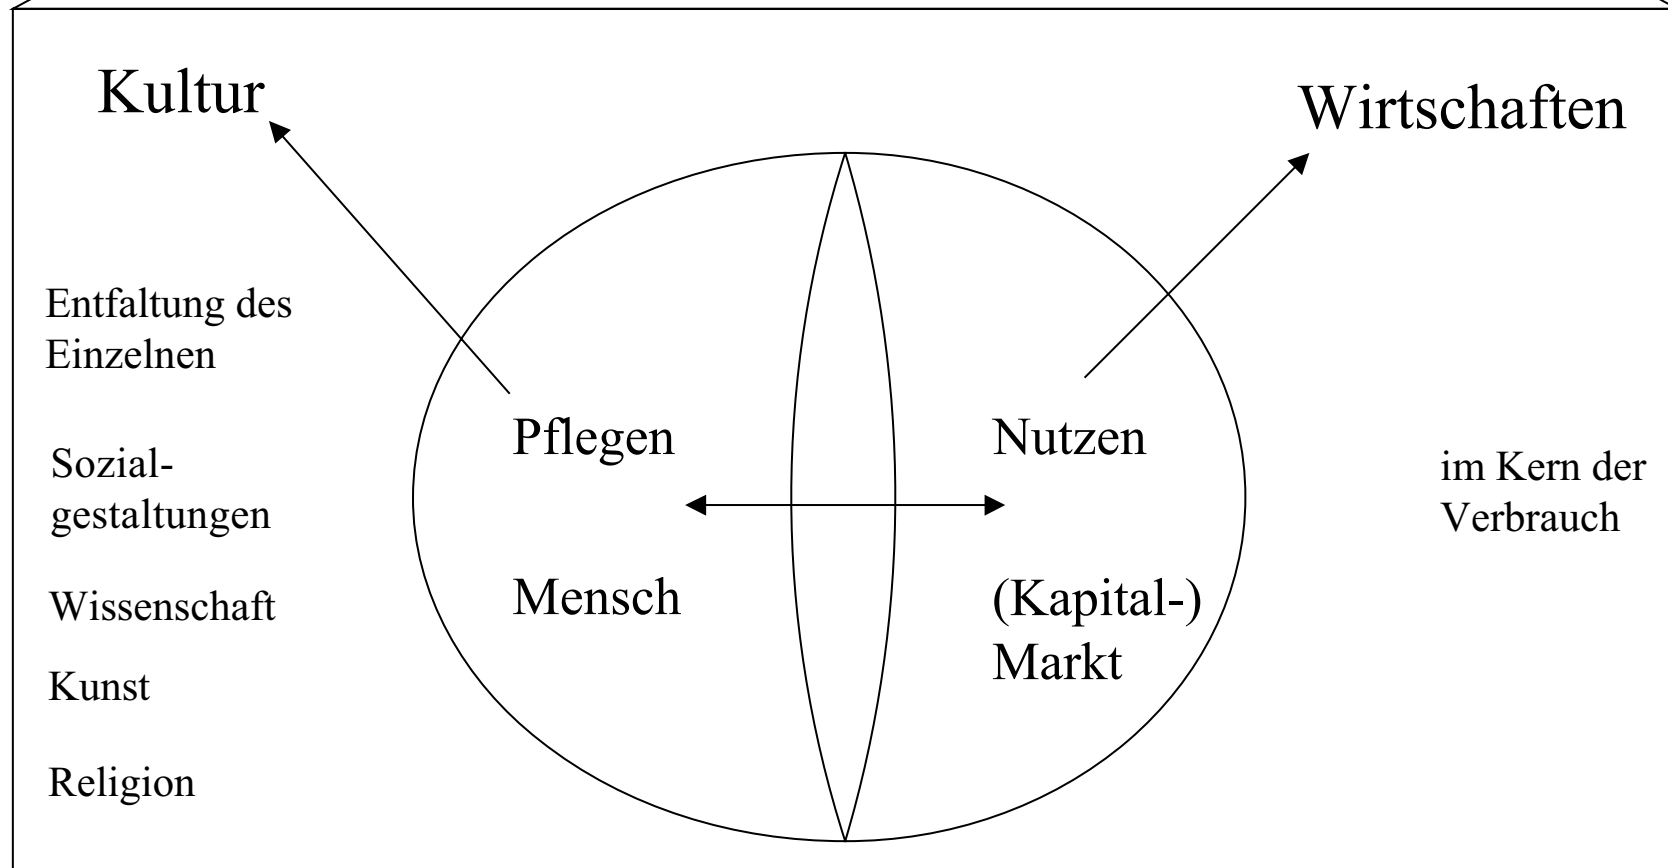 Kultur
Wirtschaften
Entfaltung des
Einzelnen
Pflegen
Nutzen
Sozial-
gestaltungen
im Kern der
Verbrauch
Mensch
(Kapital-)
Markt
Wissenschaft
Kunst
Religion